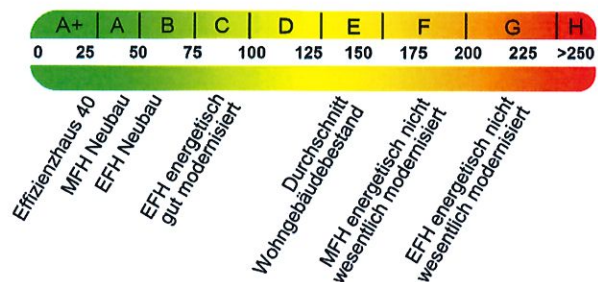 A+ A B C D E F G H
0 25 50 75 100 125 150 175 200 225 >250
Effizienzhaus 40
MFH Neubau
EFH Neubau
EFH energetisch
gut modernisiert
Durchschnitt
Wohngebäudebestand
MFH energetisch nicht
wesentlich modernisiert
EFH energetisch nicht
wesentlich modernisiert